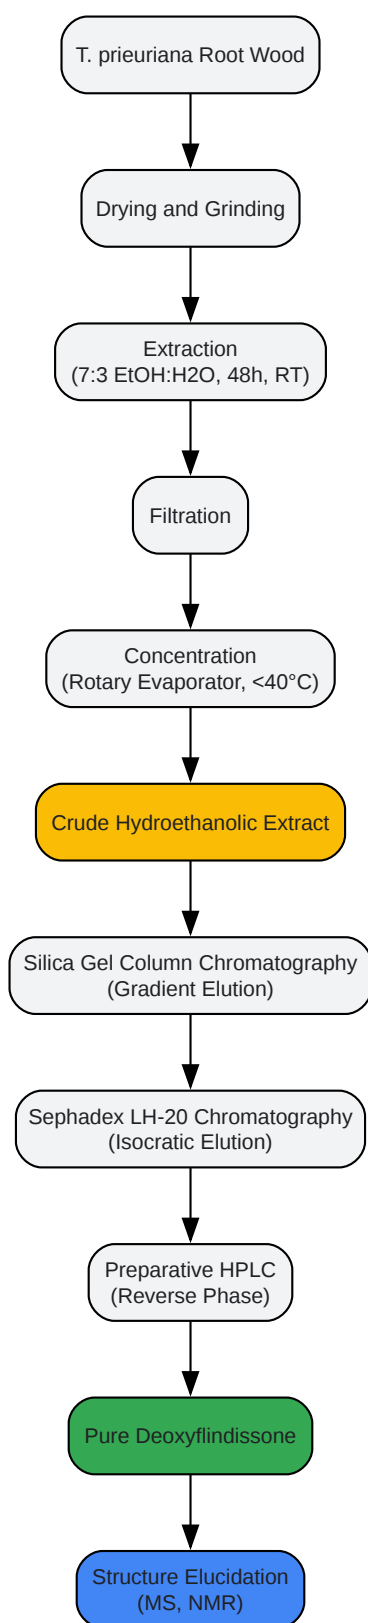 T. prieuriana Root Wood
Drying and Grinding
Extraction
(7:3 EtOH:H2O, 48h, RT)
Filtration
Concentration
(Rotary Evaporator, <40°C)
Crude Hydroethanolic Extract
Silica Gel Column Chromatography
(Gradient Elution)
Sephadex LH-20 Chromatography
(Isocratic Elution)
Preparative HPLC
(Reverse Phase)
Pure Deoxyflindissone
Structure Elucidation
(MS, NMR)